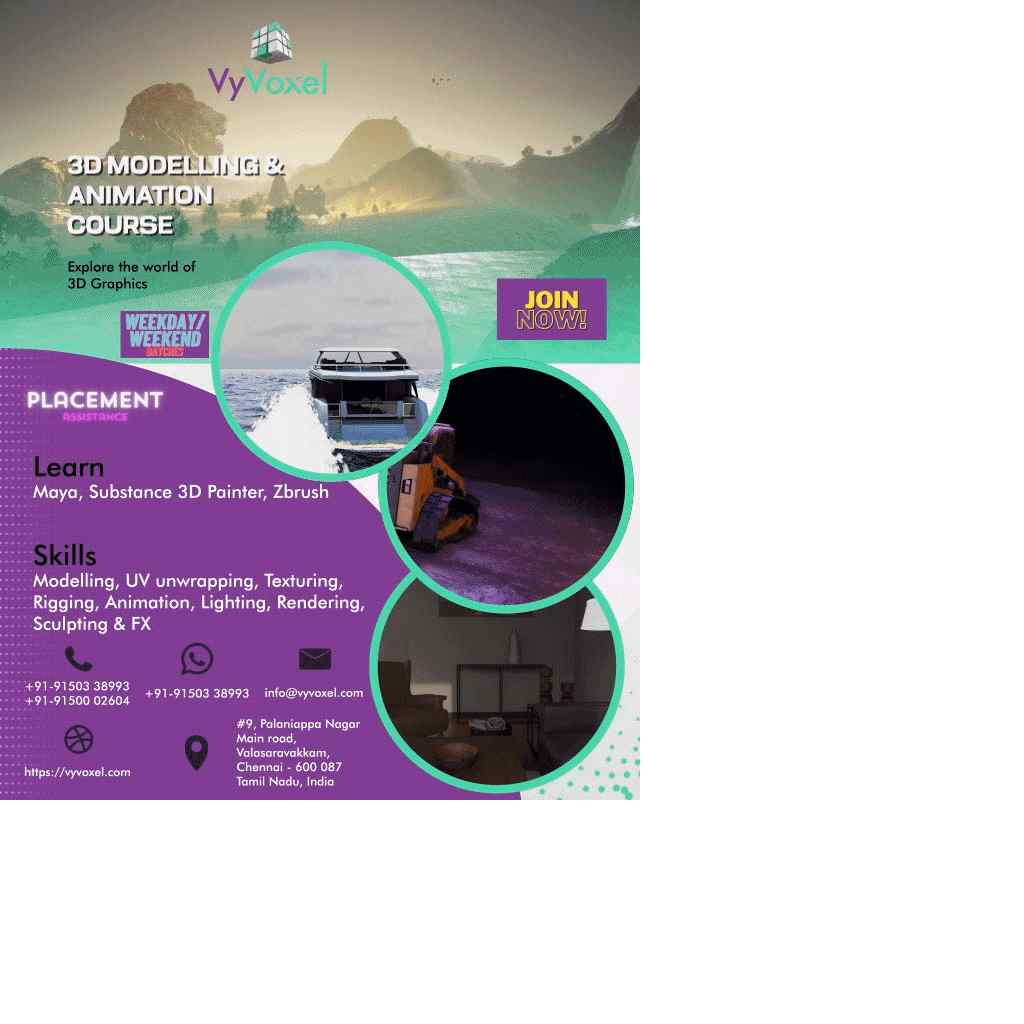 VyVoxel
3D MODELLING &
ANIMATION
COURSE
Explore the world of
3D Graphics
JOIN
NOW!
WEEKDAY/
WEEKEND
BATCHES
PLACEMENT
ASSISTANCE
Learn
Maya, Substance 3D Painter, Zbrush
Skills
Modelling, UV unwrapping, Texturing,
Rigging, Animation, Lighting, Rendering,
Sculpting & FX
+91-91503 38993
+91-91500 02604
+91-91503 38993
info@vyvoxel.com
https://vyvoxel.com
#9, Palaniappa Nagar
Main road,
Valasaravakkam,
Chennai - 600 087
Tamil Nadu, India